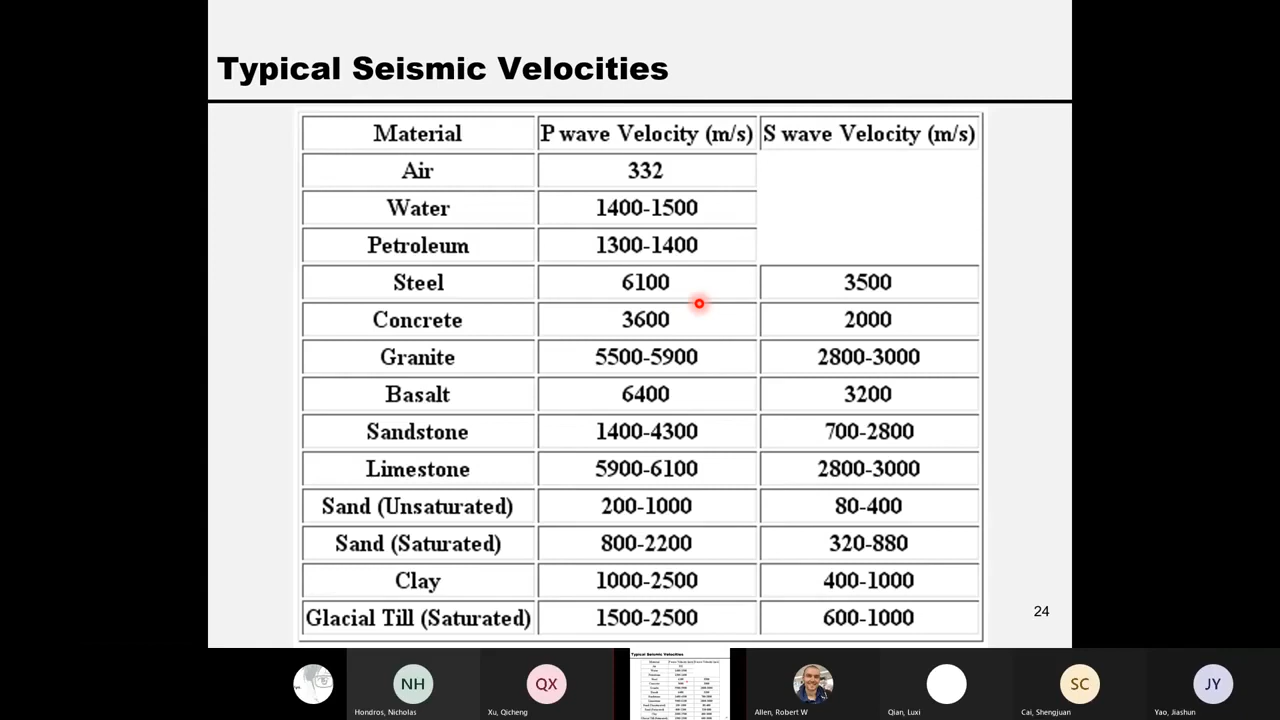 Typical Seismic Velocities
Material P wave Velocity (m/s) S wave Velocity (m/s)
Air 332
Water 1400-1500
Petroleum 1300-1400
Steel 6100 3500
Concrete 3600 2000
Granite 5500-5900 2800-3000
Basalt 6400 3200
Sandstone 1400-4300 700-2800
Limestone 5900-6100 2800-3000
Sand (Unsaturated) 200-1000 80-400
Sand (Saturated) 800-2200 320-880
Clay 1000-2500 400-1000
Glacial Till (Saturated) 1500-2500 600-1000
24
NH QX SC JY
Hondros, Nicholas Xu, Qicheng Allen, Robert W Qian, Luxi Cai, Shengjuan Yao, Jiashun
Typical Seismic Velocities